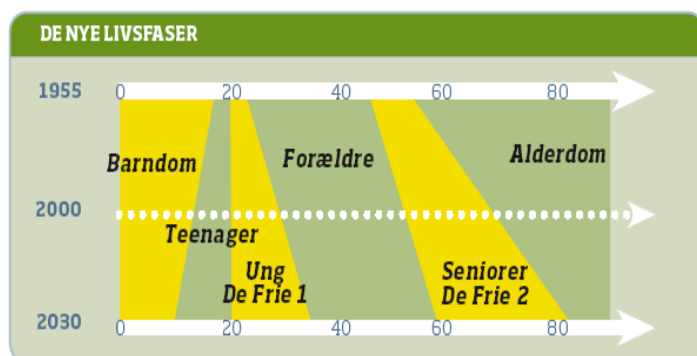 DE NYE LIVSFASER
1955 0 20 40 60 80
Barndom Forældre Alderdom
2000
Teenager
Ung Seniorer
De Frie 1 De Frie 2
2030 0 20 40 60 80